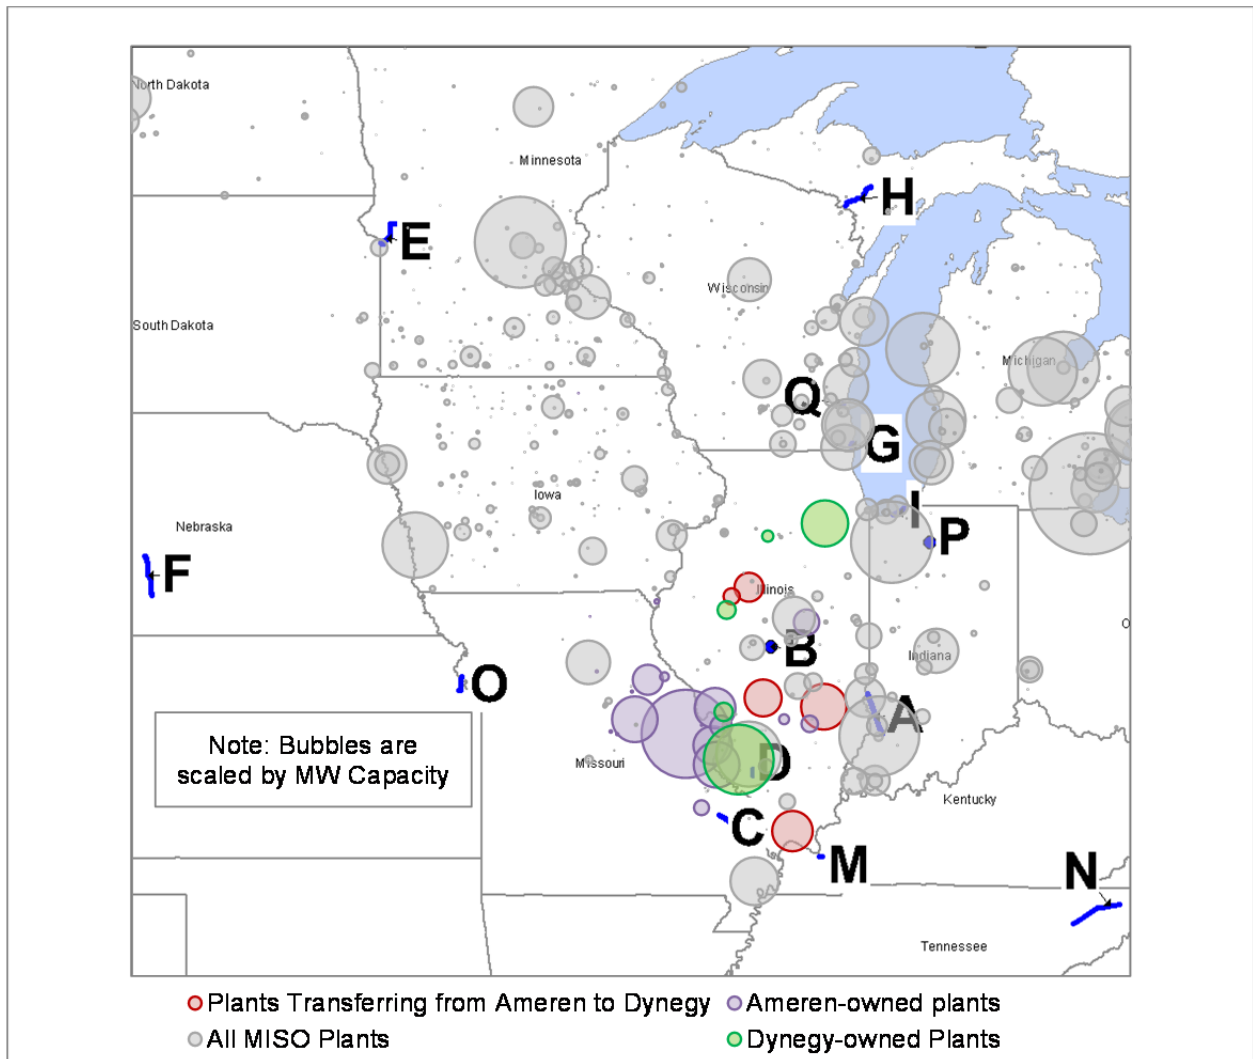 North Dakota
Minnesota
H
E
Wisconsin
South Dakota
Michigan
Q
G
Iowa
I
Nebraska
P
F
Illinois
O
B
Indiana
O
A
Note: Bubbles are
scaled by MW Capacity
Missouri
D
Kentucky
C
M
N
Tennessee
Plants Transferring from Ameren to Dynegy
Ameren-owned plants
All MISO Plants
Dynegy-owned Plants